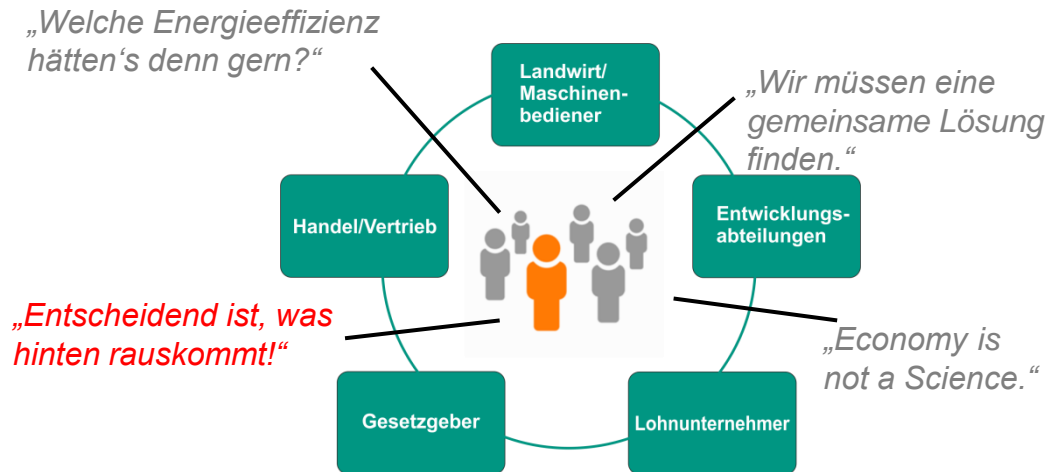 „Welche Energieeffizienz
hätten‘s denn gern?“
Landwirt/
Maschinen-
bediener
„Wir müssen eine
gemeinsame Lösung
finden.“
Handel/Vertrieb
Entwicklungs-
abteilungen
„Entscheidend ist, was
hinten rauskommt!“
„Economy is
not a Science.“
Gesetzgeber
Lohnunternehmer